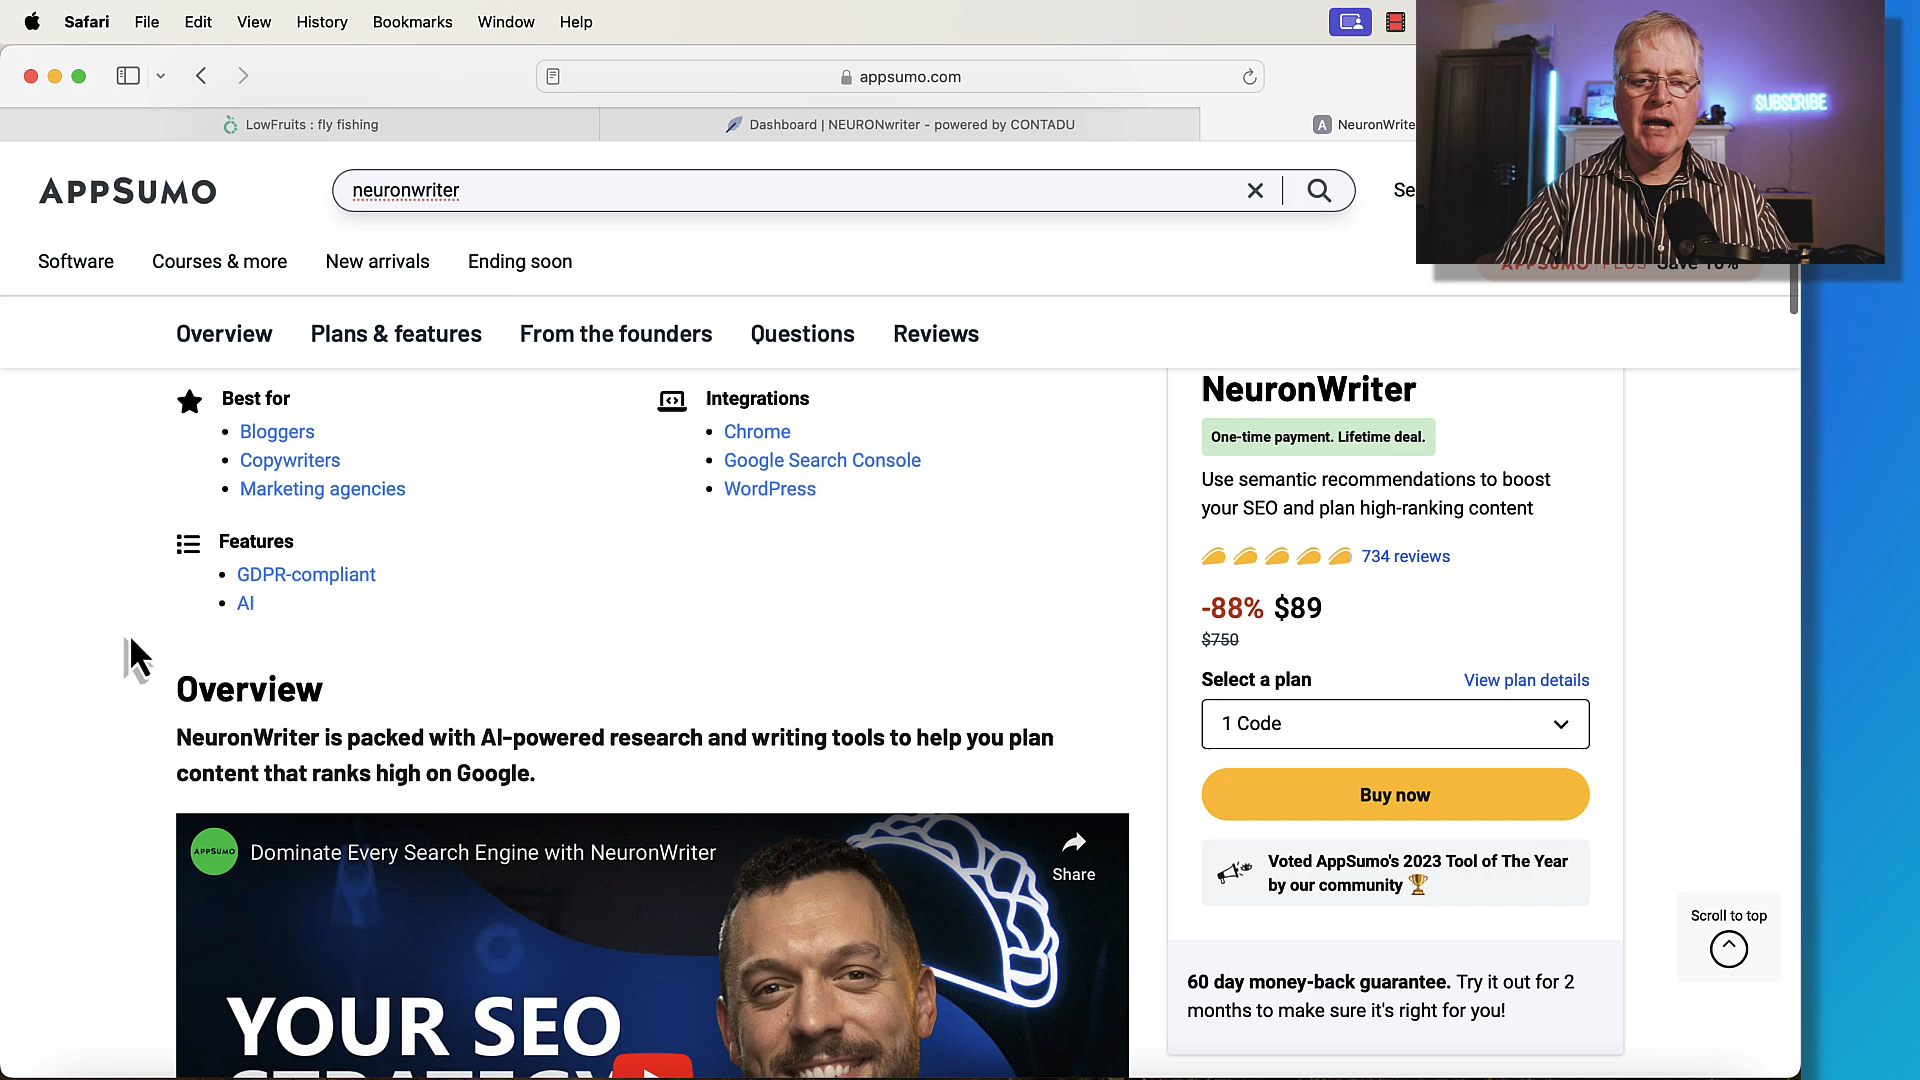 Safari File Edit View History Bookmarks Window Help
appsumo.com
LowFruits : fly fishing
Dashboard | NEURONwriter - powered by CONTADU
A NeuronWrite
APPSUMO
neuronwriter
Se
SUBSCRIBE
Software Courses & more New arrivals Ending soon
APPSUMO PLUS Save 10%
Overview Plans & features From the founders Questions Reviews
Best for
Bloggers
Copywriters
Marketing agencies
Integrations
Chrome
Google Search Console
WordPress
Features
GDPR-compliant
AI
Overview
NeuronWriter is packed with AI-powered research and writing tools to help you plan
content that ranks high on Google.
APPSUMO
Dominate Every Search Engine with NeuronWriter
Share
YOUR SEO
STRATEGY
NeuronWriter
One-time payment. Lifetime deal.
Use semantic recommendations to boost
your SEO and plan high-ranking content
734 reviews
-88% $89
$750
Select a plan View plan details
1 Code
Buy now
Voted AppSumo's 2023 Tool of The Year
by our community
60 day money-back guarantee. Try it out for 2
months to make sure it's right for you!
Scroll to top